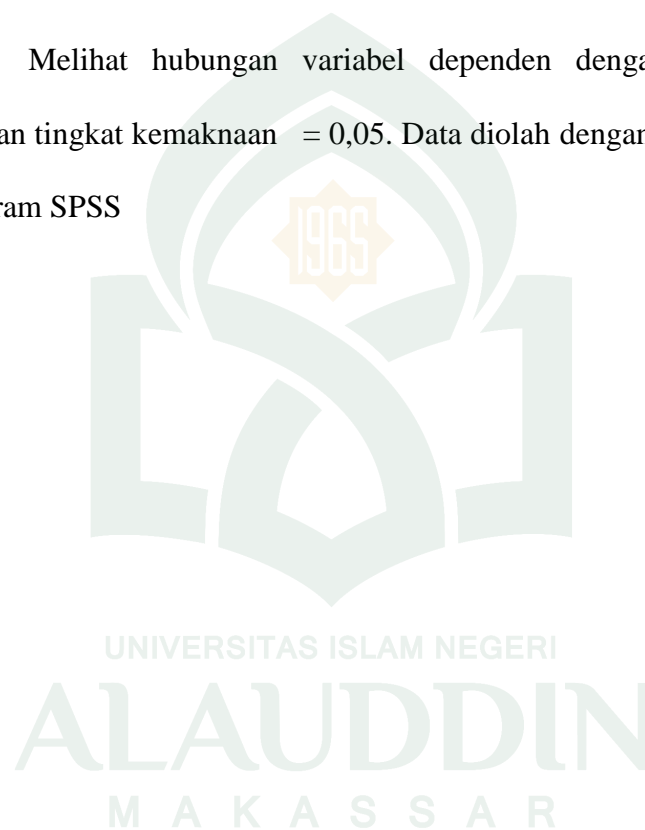 Melihat hubungan variabel dependen denga
an tingkat kemaknaan = 0,05. Data diolah dengan
ram SPSS
1965
UNIVERSITAS ISLAM NEGERI
ALAUDDIN
MAKASSAR